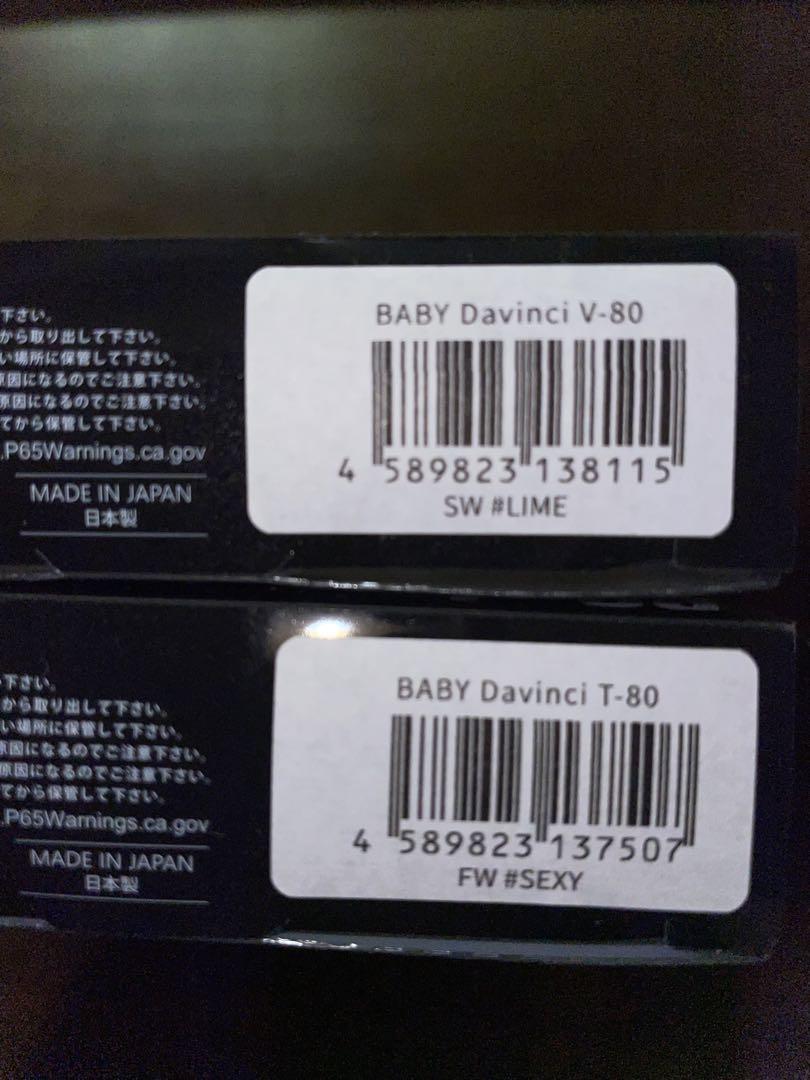 下さい。
から取り出して下さい。
い場所に保管して下さい。
原因になるのでご注意下さい。
原因になるのでご注意下さい。
てから保管して下さい。
.P65Warnings.ca.gov
MADE IN JAPAN
日本製
BABY Davinci V-80
4 589823 138115
SW #LIME
下さい。
から取り出して下さい。
い場所に保管して下さい。
原因になるのでご注意下さい。
原因になるのでご注意下さい。
てから保管して下さい。
.P65Warnings.ca.gov
MADE IN JAPAN
日本製
BABY Davinci T-80
4 589823 137507
FW #SEXY